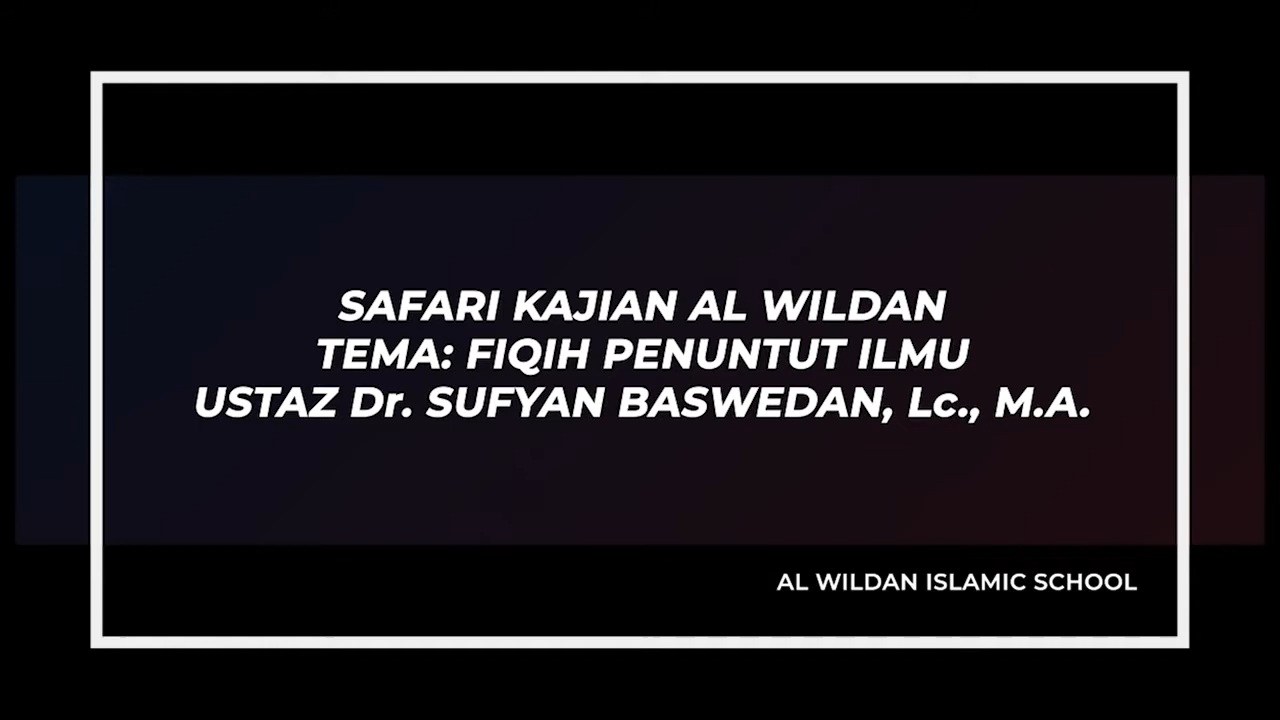 SAFARI KAJIAN AL WILDAN
TEMA: FIQIH PENUNTUT ILMU
USTAZ Dr. SUFYAN BASWEDAN, Lc., M.A.
AL WILDAN ISLAMIC SCHOOL